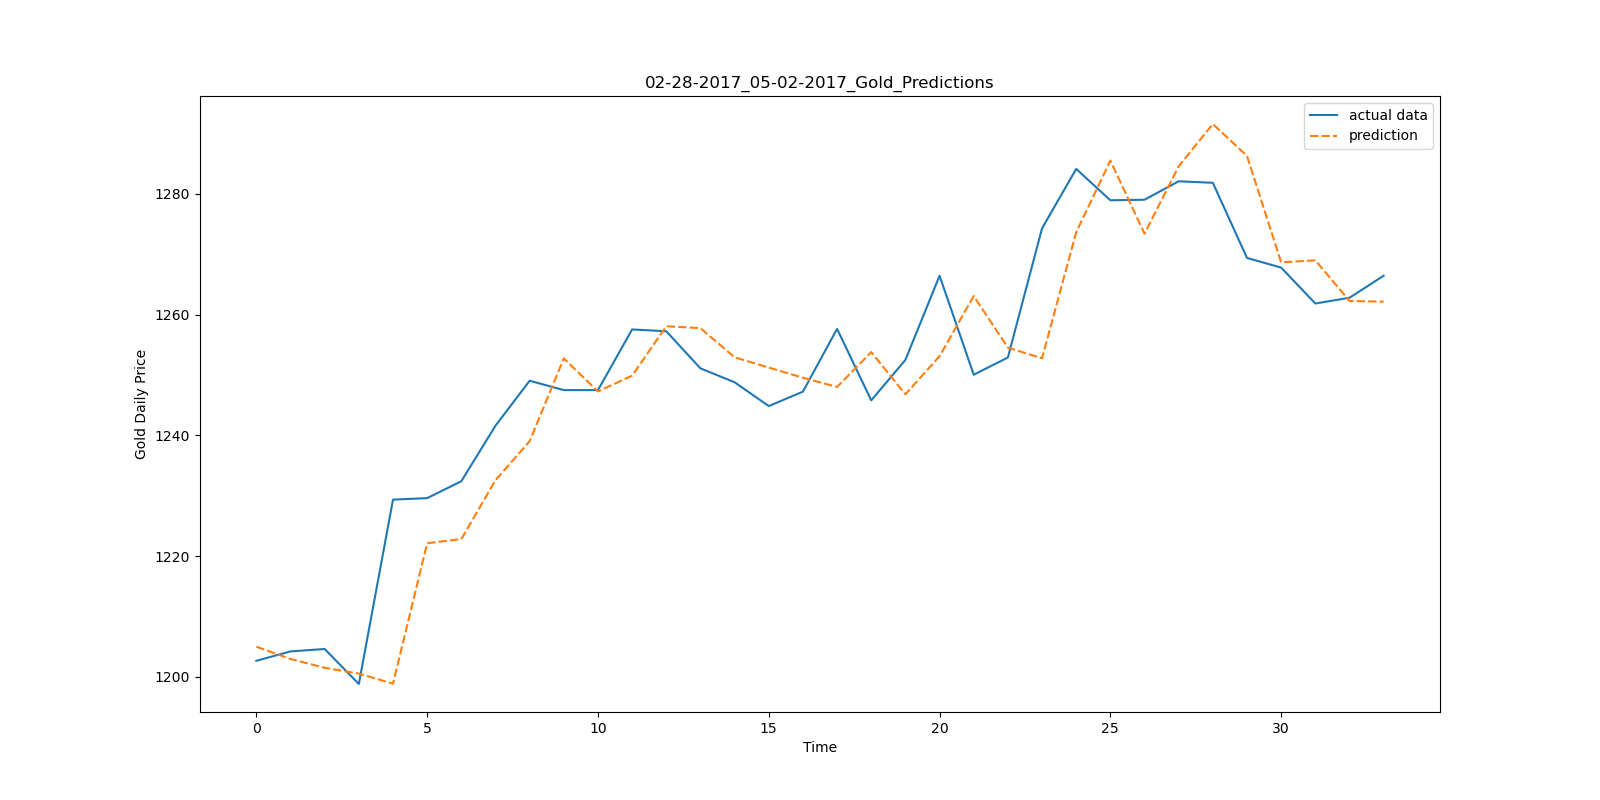 02-28-2017_05-02-2017_Gold_Predictions
actual data
prediction
1280
1260
1240
1220
1200
Gold Daily Price
0 5 10 15 20 25 30
Time